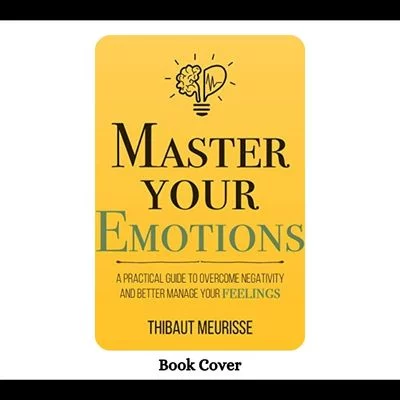 MASTER
YOUR
EMOTIONS
A PRACTICAL GUIDE TO OVERCOME NEGATIVITY
AND BETTER MANAGE YOUR FEELINGS
THIBAUT MEURISSE
Book Cover